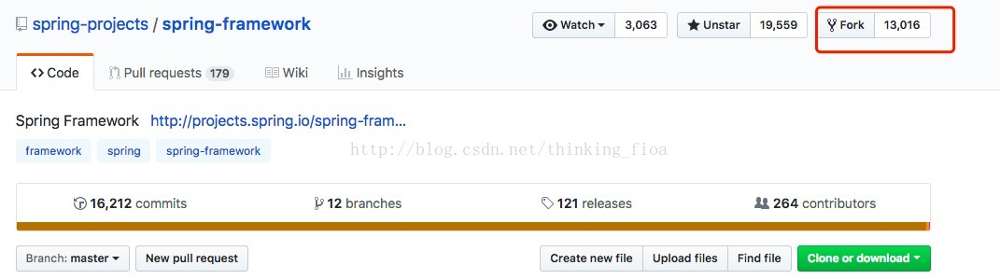 spring-projects / spring-framework Watch 3,063 Unstar 19,559 Fork 13,016
<> Code Pull requests 179 Wiki Insights
Spring Framework http://projects.spring.io/spring-fram...
framework spring spring-framework
http://blog.csdn.net/thinking_fioa
16,212 commits 12 branches 121 releases 264 contributors
Branch: master New pull request Create new file Upload files Find file Clone or download